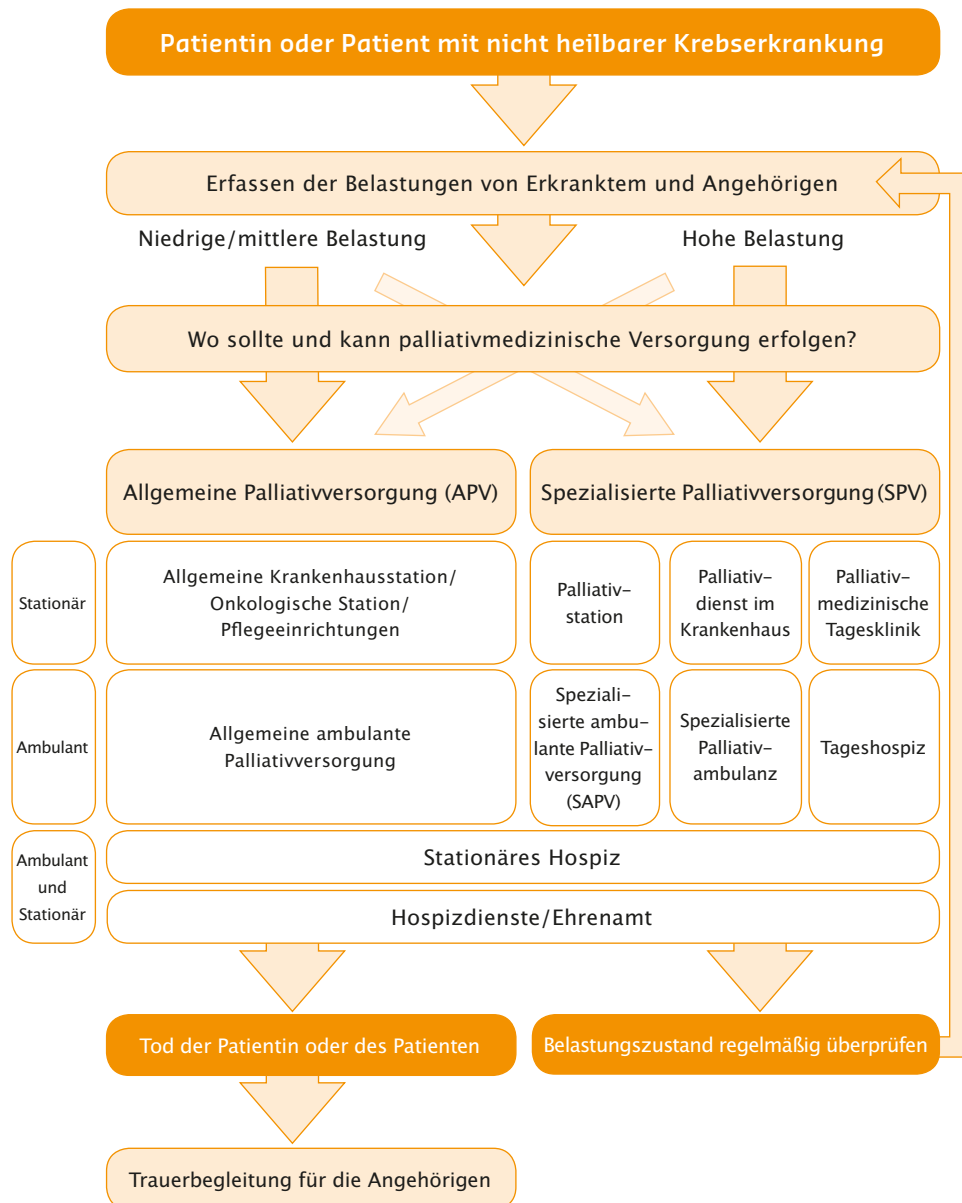 Patientin oder Patient mit nicht heilbarer Krebserkrankung
Erfassen der Belastungen von Erkranktem und Angehörigen
Niedrige/mittlere Belastung
Hohe Belastung
Wo sollte und kann palliativmedizinische Versorgung erfolgen?
Allgemeine Palliativversorgung (APV)
Spezialisierte Palliativversorgung (SPV)
Stationär
Allgemeine Krankenhausstation/
Onkologische Station/
Pflegeeinrichtungen
Palliativ-
station
Palliativ-
dienst im
Krankenhaus
Palliativ-
medizinische
Tagesklinik
Ambulant
Allgemeine ambulante
Palliativversorgung
Speziali-
sierte ambu-
lante Palliativ-
versorgung
(SAPV)
Spezialisierte
Palliativ-
ambulanz
Tageshospiz
Ambulant
und
Stationär
Stationäres Hospiz
Hospizdienste/Ehrenamt
Tod der Patientin oder des Patienten
Belastungszustand regelmäßig überprüfen
Trauerbegleitung für die Angehörigen